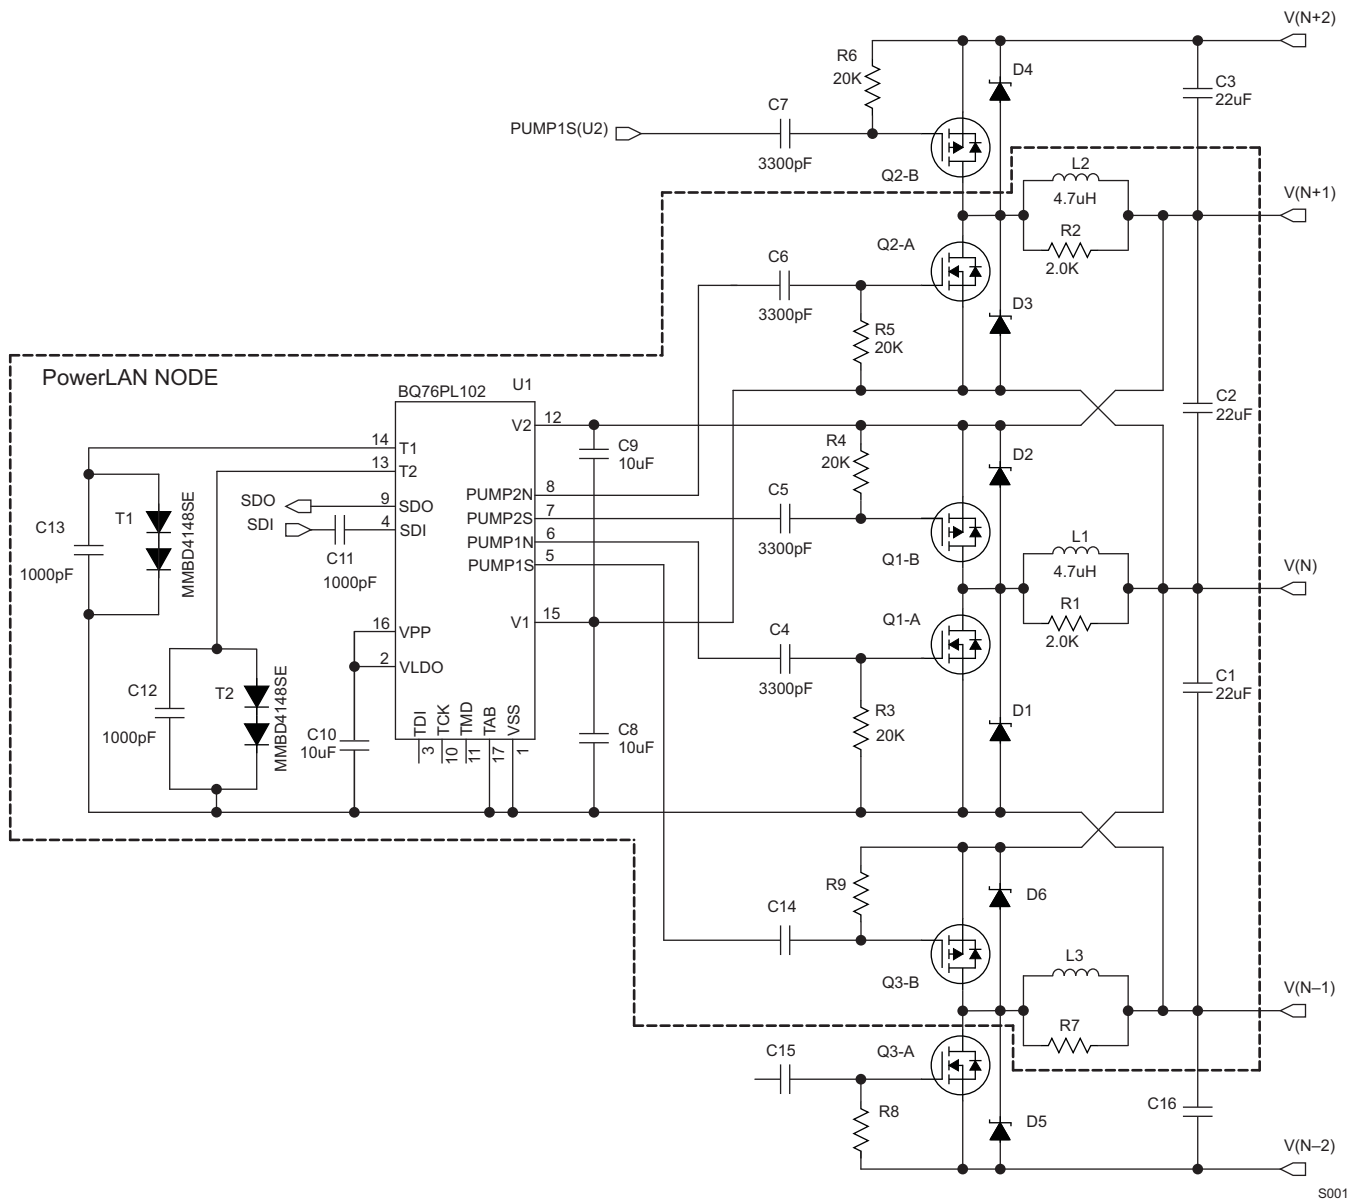 V(N+2)
R6
20K
D4
C3
22uF
C7
PUMP1S(U2)
3300pF
Q2-B
L2
4.7uH
V(N+1)
R2
2.0K
Q2-A
C6
3300pF
D3
R5
20K
PowerLAN NODE
BQ76PL102
U1
C2
22uF
V2
12
14
T1
13
T2
C9
10uF
R4
20K
D2
PUMP2N
8
SDO
9
SDO
PUMP2S
7
C5
3300pF
SDI
4
SDI
PUMP1N
6
C11
1000pF
PUMP1S
5
Q1-B
C13
1000pF
T1
MMBD4148SE
L1
4.7uH
V(N)
R1
2.0K
V1
15
Q1-A
16
VPP
2
VLDO
C4
3300pF
C12
1000pF
T2
MMBD4148SE
C1
22uF
R3
20K
D1
C10
10uF
TDI
TCK
TMD
TAB
VSS
3
10
11
17
1
C8
10uF
R9
D6
C14
Q3-B
L3
V(N–1)
R7
C15
Q3-A
R8
C16
D5
V(N–2)
S001